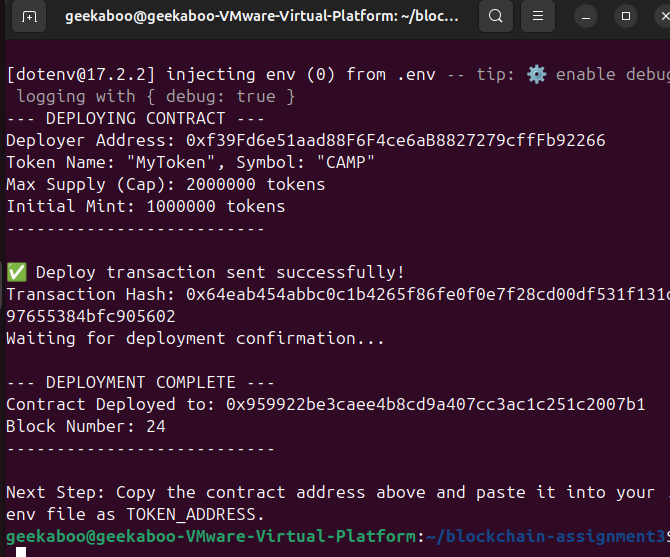 geekaboo@geekaboo-VMware-Virtual-Platform: ~/bloc...
[dotenv@17.2.2] injecting env (0) from .env -- tip: ⚙️ enable debug
logging with { debug: true }
--- DEPLOYING CONTRACT ---
Deployer Address: 0xf39Fd6e51aad88F6F4ce6aB8827279cffFb92266
Token Name: "MyToken", Symbol: "CAMP"
Max Supply (Cap): 2000000 tokens
Initial Mint: 1000000 tokens
--------------------------
✅ Deploy transaction sent successfully!
Transaction Hash: 0x64eab454abbc0c1b4265f86fe0f0e7f28cd00df531f131c
97655384bfc905602
Waiting for deployment confirmation...
--- DEPLOYMENT COMPLETE ---
Contract Deployed to: 0x959922be3caee4b8cd9a407cc3ac1c251c2007b1
Block Number: 24
---------------------------
Next Step: Copy the contract address above and paste it into your .
env file as TOKEN_ADDRESS.
geekaboo@geekaboo-VMware-Virtual-Platform:~/blockchain-assignment3$